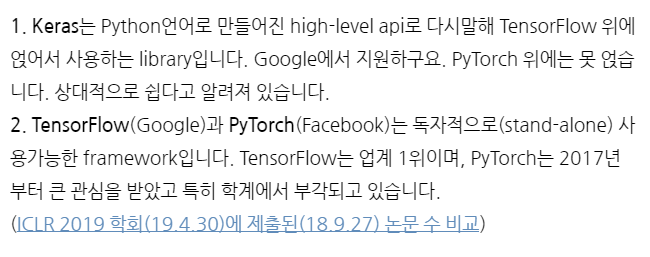 1. Keras는 Python언어로 만들어진 high-level api로 다시말해 TensorFlow 위에
얹어서 사용하는 library입니다. Google에서 지원하구요. PyTorch 위에는 못 얹습
니다. 상대적으로 쉽다고 알려져 있습니다.
2. TensorFlow(Google)과 PyTorch(Facebook)는 독자적으로(stand-alone) 사
용가능한 framework입니다. TensorFlow는 업계 1위이며, PyTorch는 2017년
부터 큰 관심을 받았고 특히 학계에서 부각되고 있습니다.
(ICLR 2019 학회(19.4.30)에 제출된(18.9.27) 논문 수 비교)